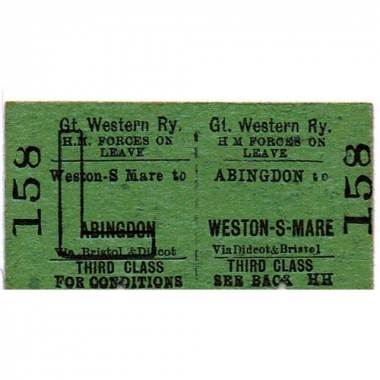 158
Gt. Western Ry.
H.M. FORCES ON
LEAVE
Weston-S Mare to
ABINGDON
Via Bristol & Didcot
THIRD CLASS
FOR CONDITIONS
Gt. Western Ry.
H M FORCES ON
LEAVE
ABINGDON to
WESTON-S-MARE
Via Didcot & Bristol
THIRD CLASS
SEE BACK HH
158